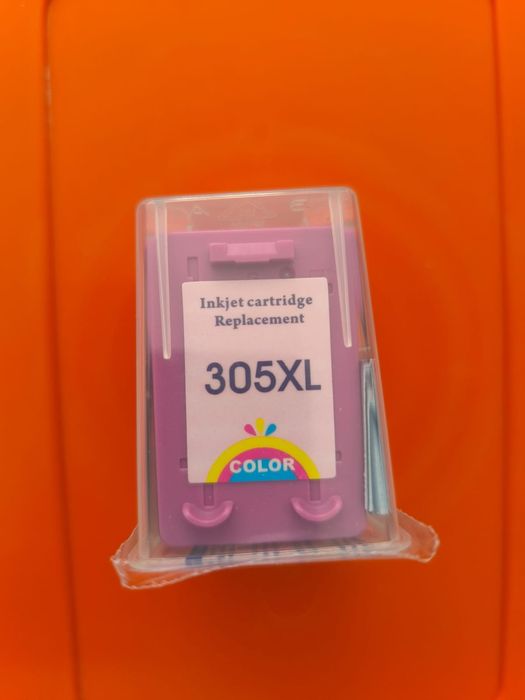 Inkjet cartridge
Replacement
305XL
COLOR